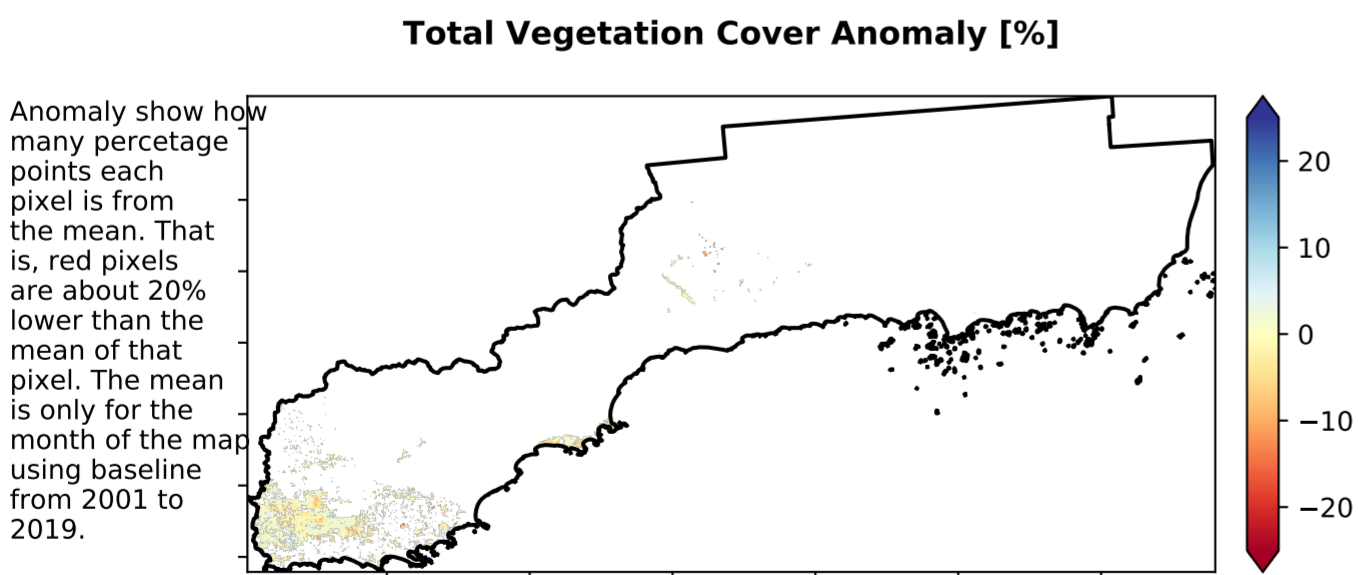 Total Vegetation Cover Anomaly [%]
Anomaly show how
many percetage
points each
pixel is from
the mean. That
is, red pixels
are about 20%
lower than the
mean of that
pixel. The mean
is only for the
month of the map
using baseline
from 2001 to
2019.
20
10
0
−10
−20